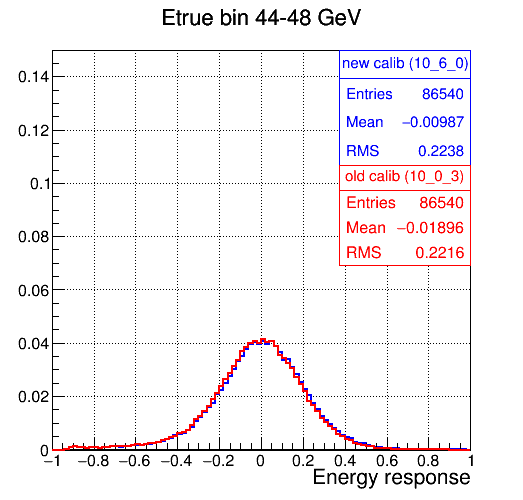 Etrue bin 44-48 GeV
new calib (10_6_0)
Entries 86540
Mean −0.00987
RMS 0.2238
old calib (10_0_3)
Entries 86540
Mean −0.01896
RMS 0.2216
0.14
0.12
0.1
0.08
0.06
0.04
0.02
0
−1 −0.8 −0.6 −0.4 −0.2 0 0.2 0.4 0.6 0.8 1
Energy response